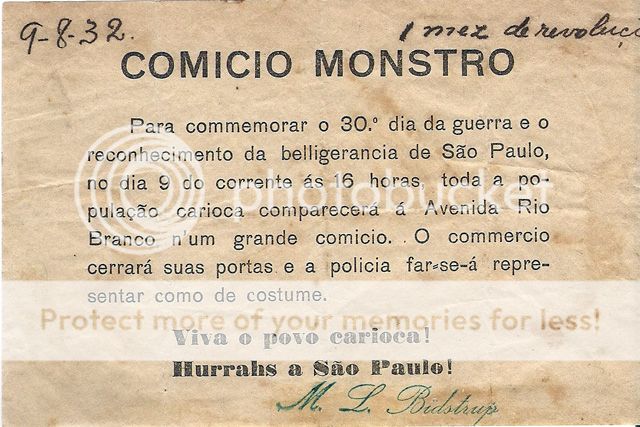 9-8-32.
1 mez de revoluç
COMICIO MONSTRO
Para commemorar o 30.º dia da guerra e o
reconhecimento da belligerancia de São Paulo,
no dia 9 do corrente ás 16 horas, toda a po-
pulação carioca comparecerá á Avenida Rio
Branco n'um grande comicio. O commercio
cerrará suas portas e a policia far-se-á repre-
sentar como de costume.
Viva o povo carioca!
Hurrahs a São Paulo!
M. L. Bidstrup
photobucket
Protect more of your memories for less!